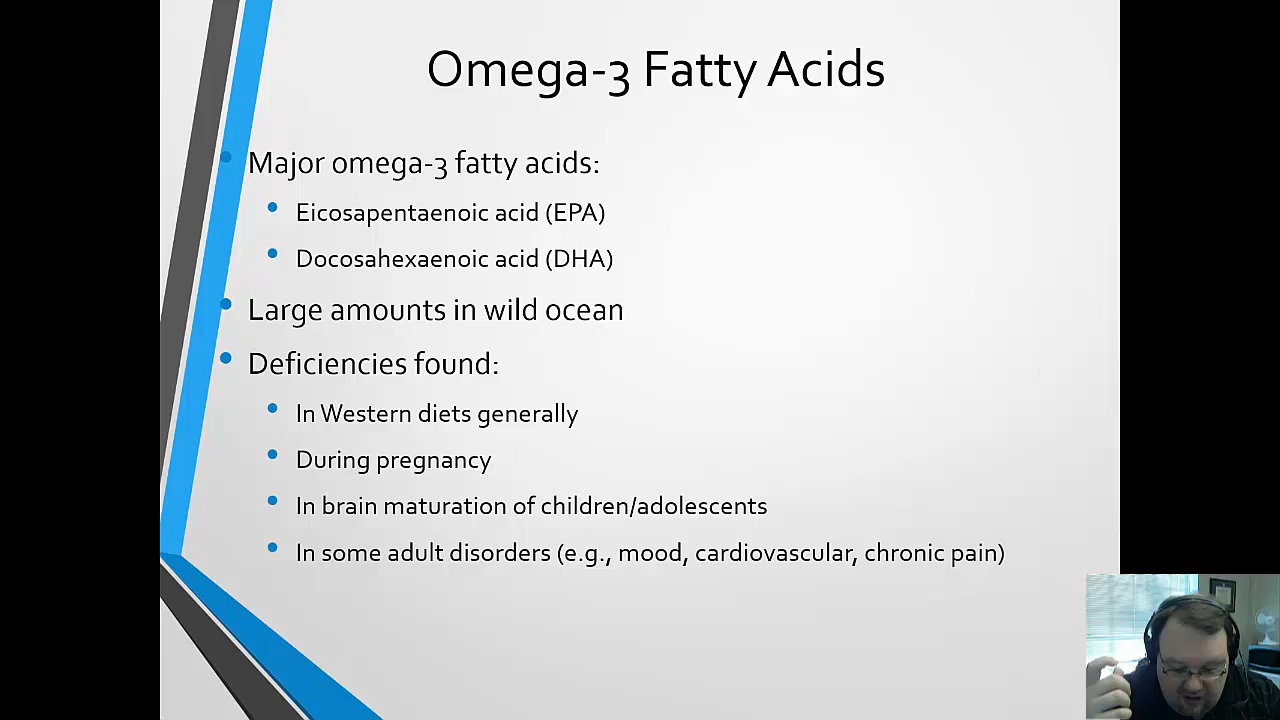 Omega-3 Fatty Acids
Major omega-3 fatty acids:
Eicosapentaenoic acid (EPA)
Docosahexaenoic acid (DHA)
Large amounts in wild ocean
Deficiencies found:
In Western diets generally
During pregnancy
In brain maturation of children/adolescents
In some adult disorders (e.g., mood, cardiovascular, chronic pain)